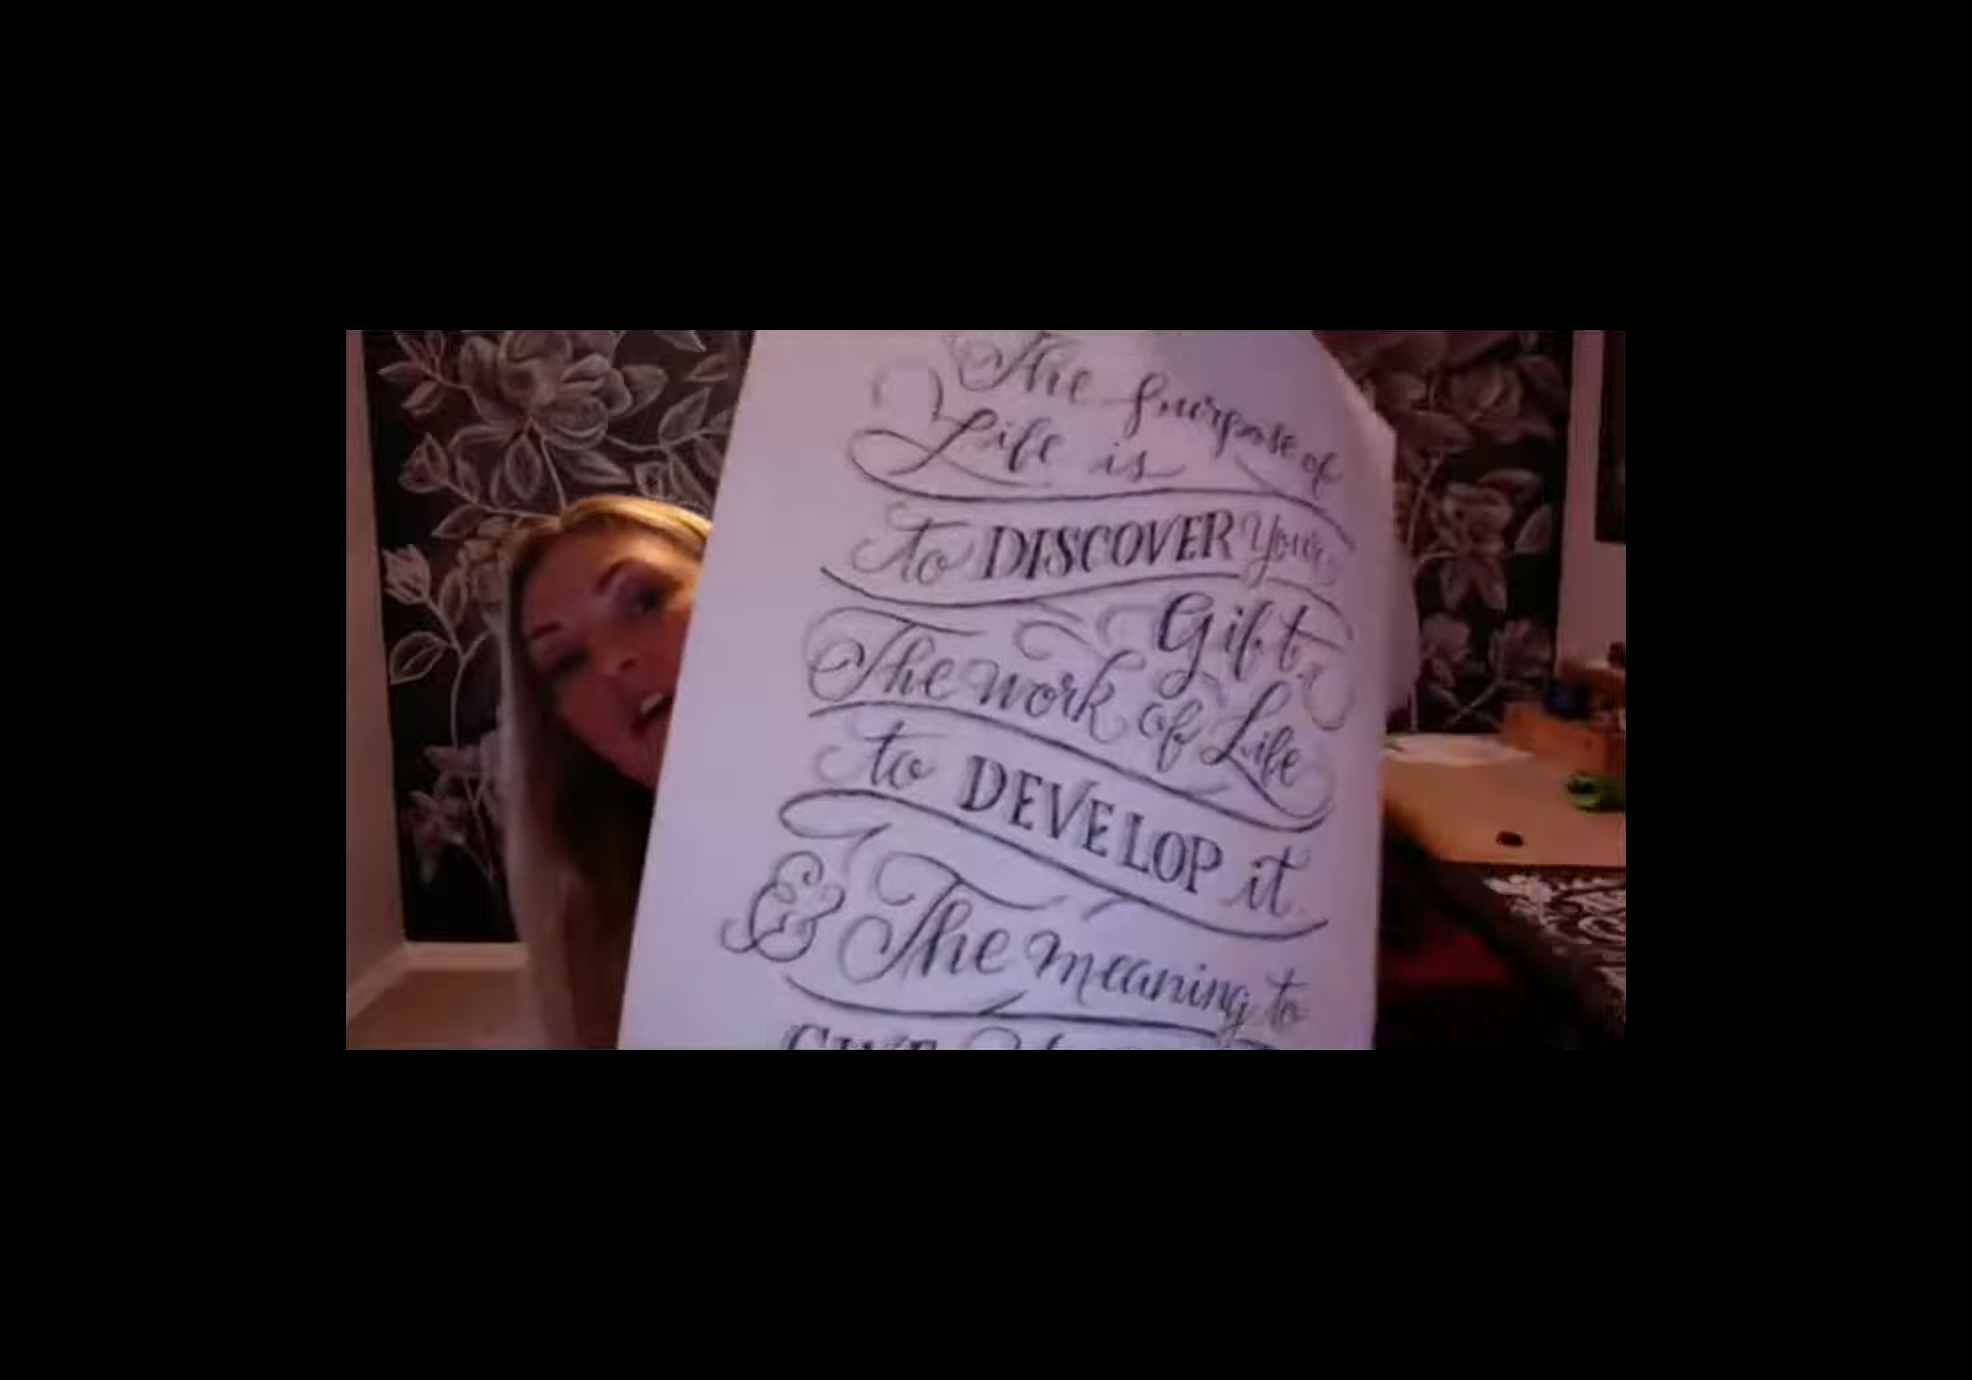 The purpose of
Life is
to DISCOVER Your
Gift.
The work of Life
to DEVELOP it.
& The meaning to
GIVE